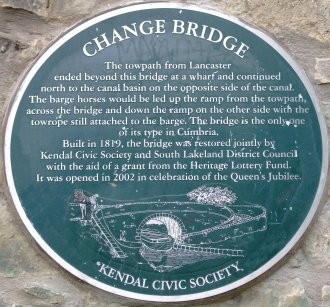 CHANGE BRIDGE
The towpath from Lancaster
ended beyond this bridge at a wharf and continued
north to the canal basin on the opposite side of the canal.
The barge horses would be led up the ramp from the towpath,
across the bridge and down the ramp on the other side with the
towrope still attached to the barge. The bridge is the only one
of its type in Cumbria.
Built in 1819, the bridge was restored jointly by
Kendal Civic Society and South Lakeland District Council
with the aid of a grant from the Heritage Lottery Fund.
It was opened in 2002 in celebration of the Queen's Jubilee.
KENDAL CIVIC SOCIETY